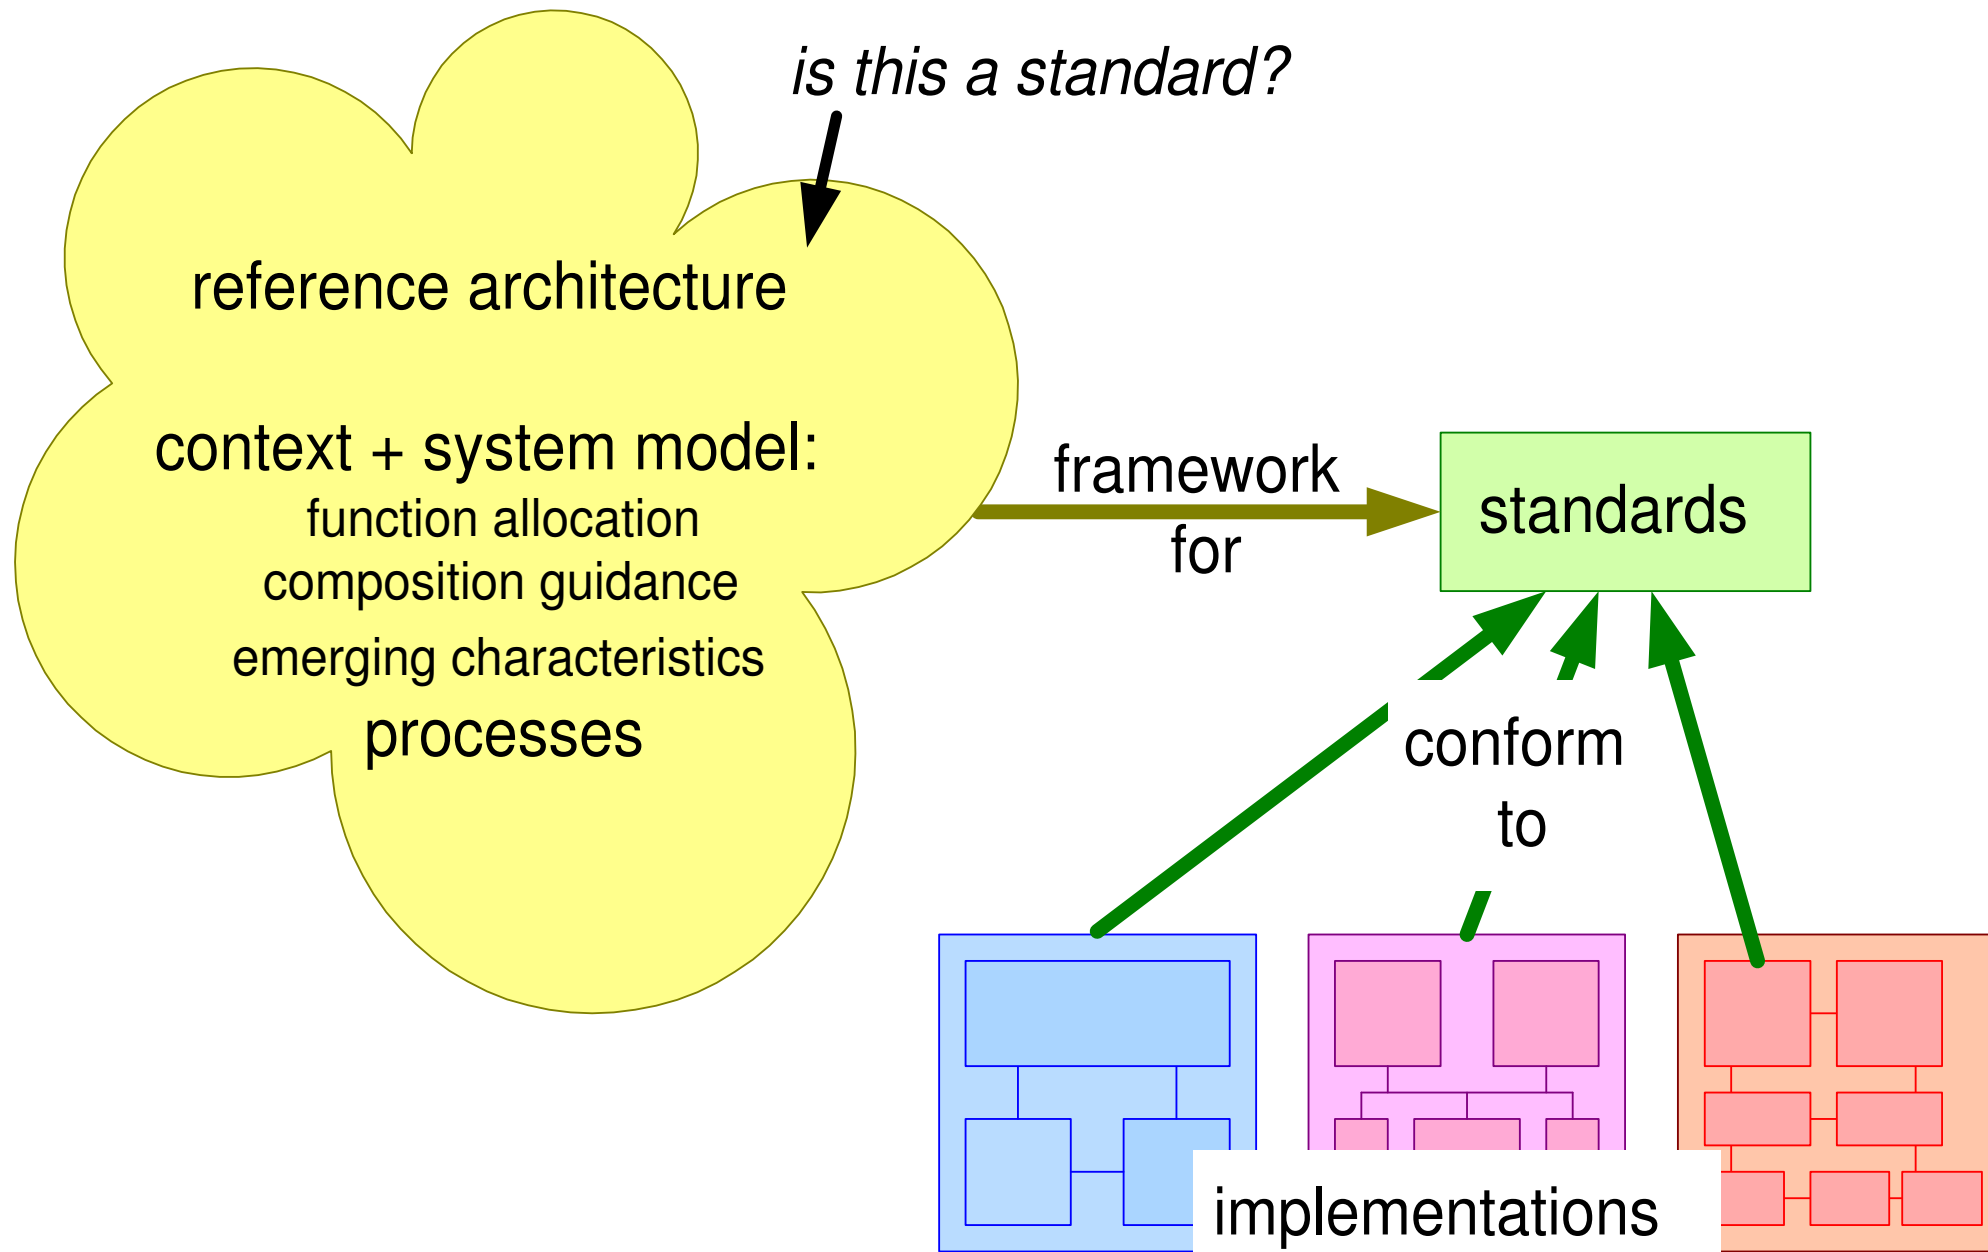 is this a standard?
reference architecture
context + system model:
function allocation
composition guidance
emerging characteristics
processes
framework
for
standards
conform
to
implementations